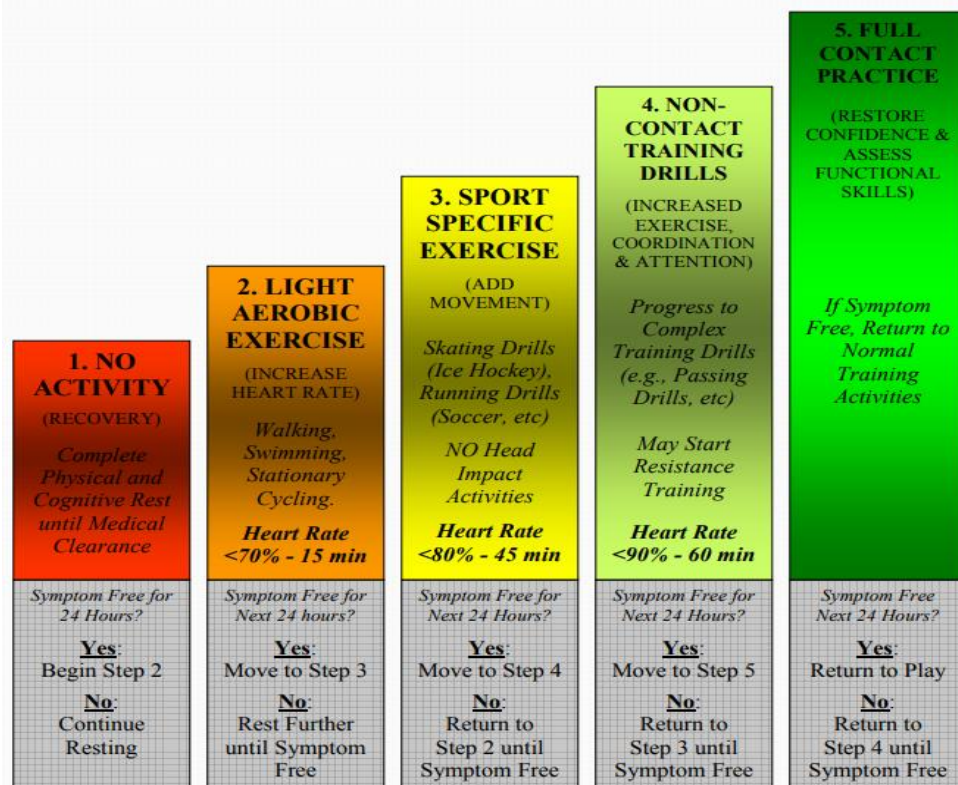 1. NO
ACTIVITY
(RECOVERY)
Complete
Physical and
Cognitive Rest
until Medical
Clearance
Symptom Free for
24 Hours?
Yes:
Begin Step 2
No:
Continue
Resting
2. LIGHT
AEROBIC
EXERCISE
(INCREASE
HEART RATE)
Walking,
Swimming,
Stationary
Cycling.
Heart Rate
<70% - 15 min
Symptom Free for
Next 24 hours?
Yes:
Move to Step 3
No:
Rest Further
until Symptom
Free
3. SPORT
SPECIFIC
EXERCISE
(ADD
MOVEMENT)
Skating Drills
(Ice Hockey),
Running Drills
(Soccer, etc)
NO Head
Impact
Activities
Heart Rate
<80% - 45 min
Symptom Free for
Next 24 Hours?
Yes:
Move to Step 4
No:
Return to
Step 2 until
Symptom Free
4. NON-
CONTACT
TRAINING
DRILLS
(INCREASED
EXERCISE,
COORDINATION
& ATTENTION)
Progress to
Complex
Training Drills
(e.g., Passing
Drills, etc)
May Start
Resistance
Training
Heart Rate
<90% - 60 min
Symptom Free for
Next 24 Hours?
Yes:
Move to Step 5
No:
Return to
Step 3 until
Symptom Free
5. FULL
CONTACT
PRACTICE
(RESTORE
CONFIDENCE &
ASSESS
FUNCTIONAL
SKILLS)
If Symptom
Free, Return to
Normal
Training
Activities
Symptom Free
Next 24 Hours?
Yes:
Return to Play
No:
Return to
Step 4 until
Symptom Free